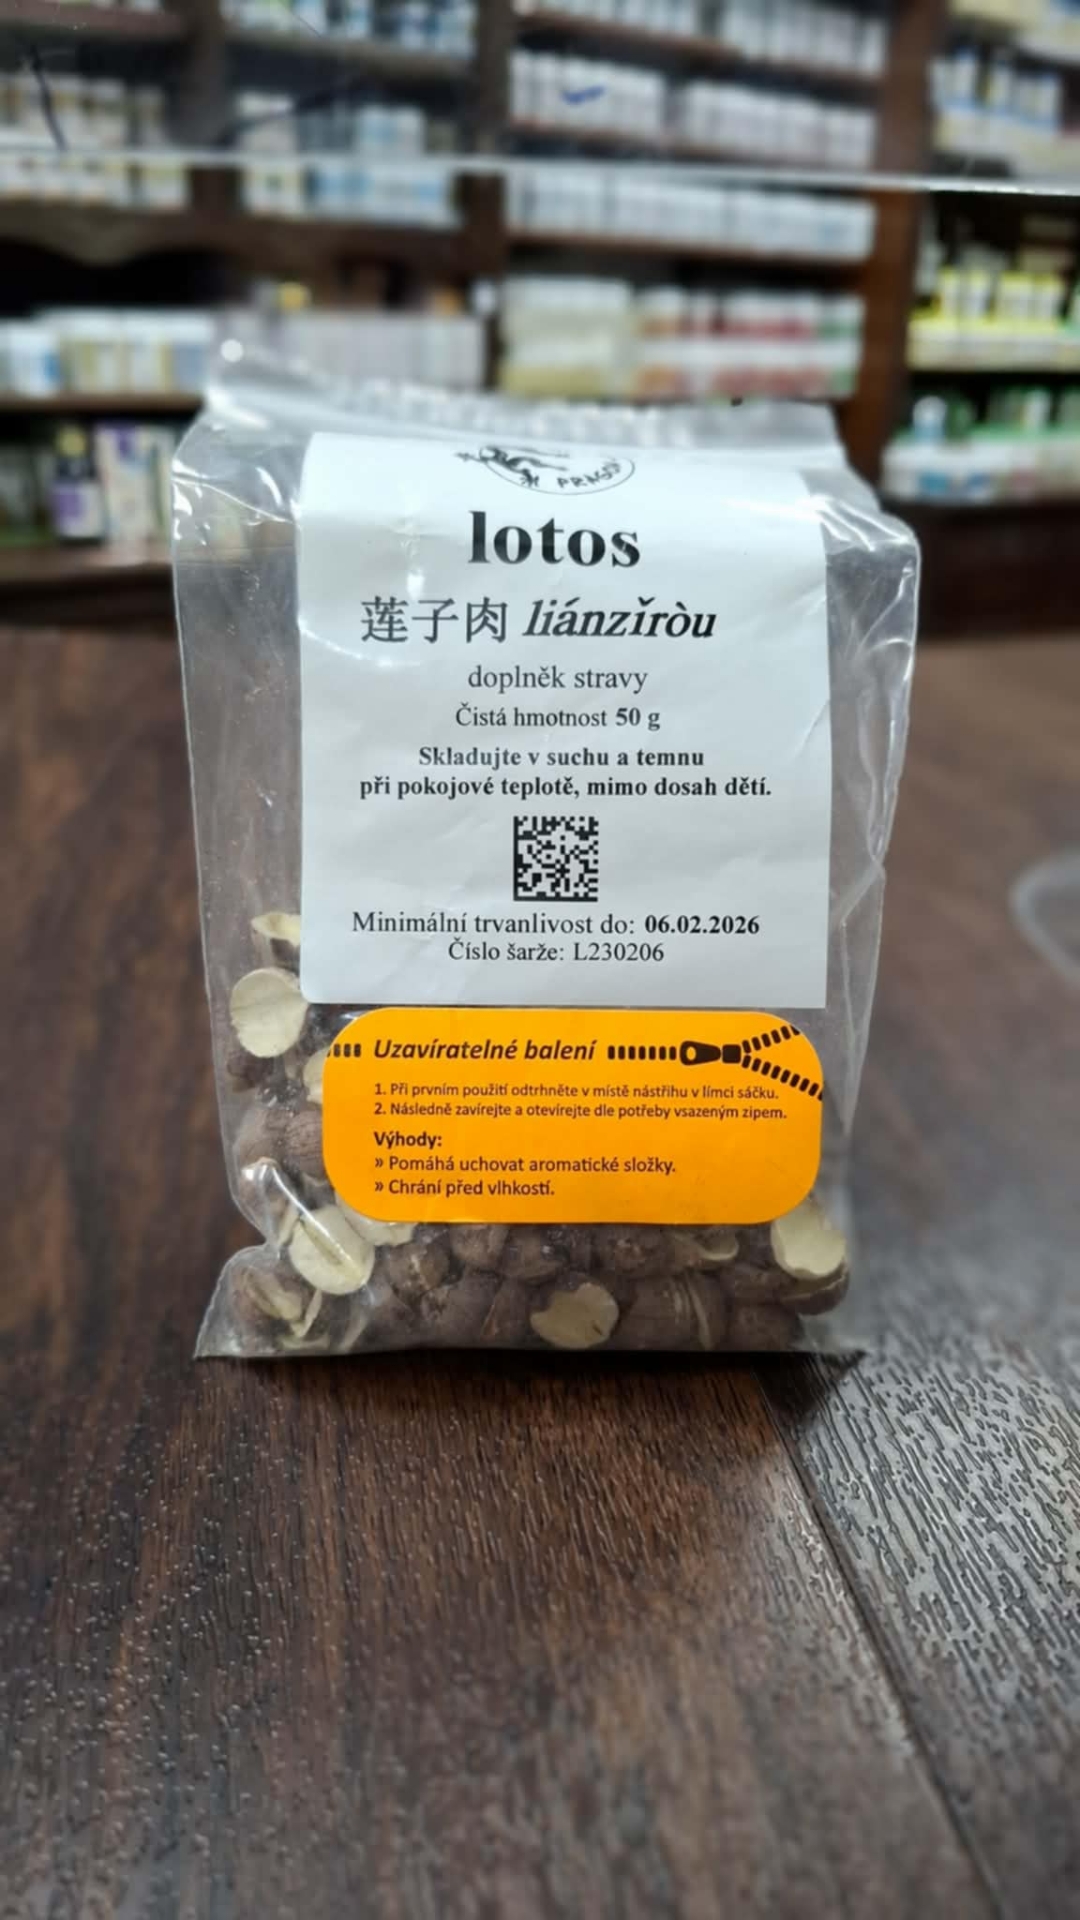 lotos
莲子肉 liánzǐròu
doplněk stravy
Čistá hmotnost 50 g
Skladujte v suchu a temnu
při pokojové teplotě, mimo dosah dětí.
Minimální trvanlivost do: 06.02.2026
Číslo šarže: L230206
Uzavíratelné balení
1. Při prvním použití odtrhněte v místě nástřihu v límci sáčku.
2. Následně zavírejte a otevírejte dle potřeby vsazeným zipem.
Výhody:
» Pomáhá uchovat aromatické složky.
» Chrání před vlhkostí.